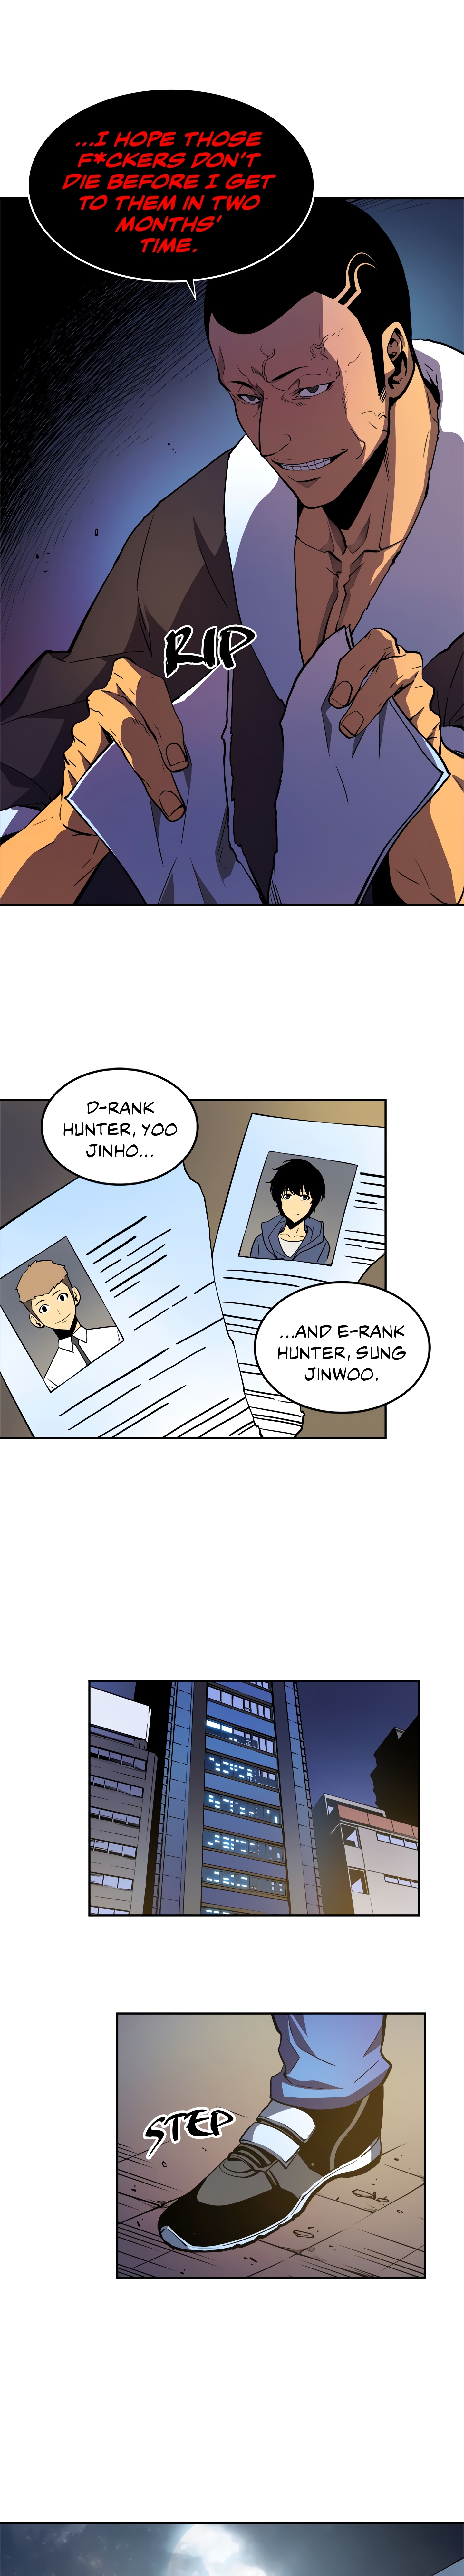 ...I HOPE THOSE
F*CKERS DON'T
DIE BEFORE I GET
TO THEM IN TWO
MONTHS'
TIME.
RIP
D-RANK
HUNTER, YOO
JINHO...
...AND E-RANK
HUNTER, SUNG
JINWOO.
STEP